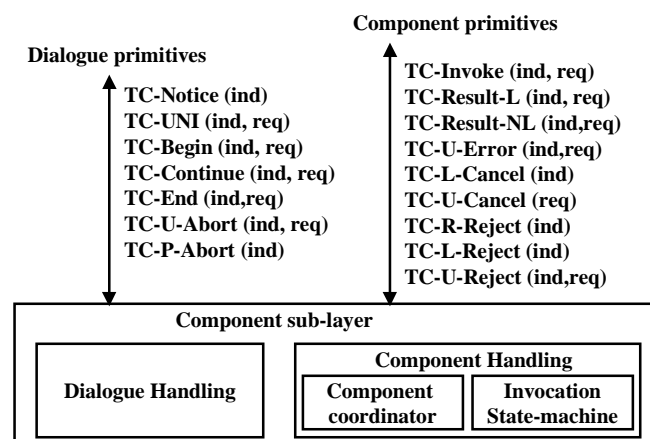 Component primitives
Dialogue primitives
TC-Notice (ind)
TC-UNI (ind, req)
TC-Begin (ind, req)
TC-Continue (ind, req)
TC-End (ind,req)
TC-U-Abort (ind, req)
TC-P-Abort (ind)
TC-Invoke (ind, req)
TC-Result-L (ind, req)
TC-Result-NL (ind,req)
TC-U-Error (ind,req)
TC-L-Cancel (ind)
TC-U-Cancel (req)
TC-R-Reject (ind)
TC-L-Reject (ind)
TC-U-Reject (ind,req)
Component sub-layer
Dialogue Handling
Component Handling
Component
coordinator
Invocation
State-machine